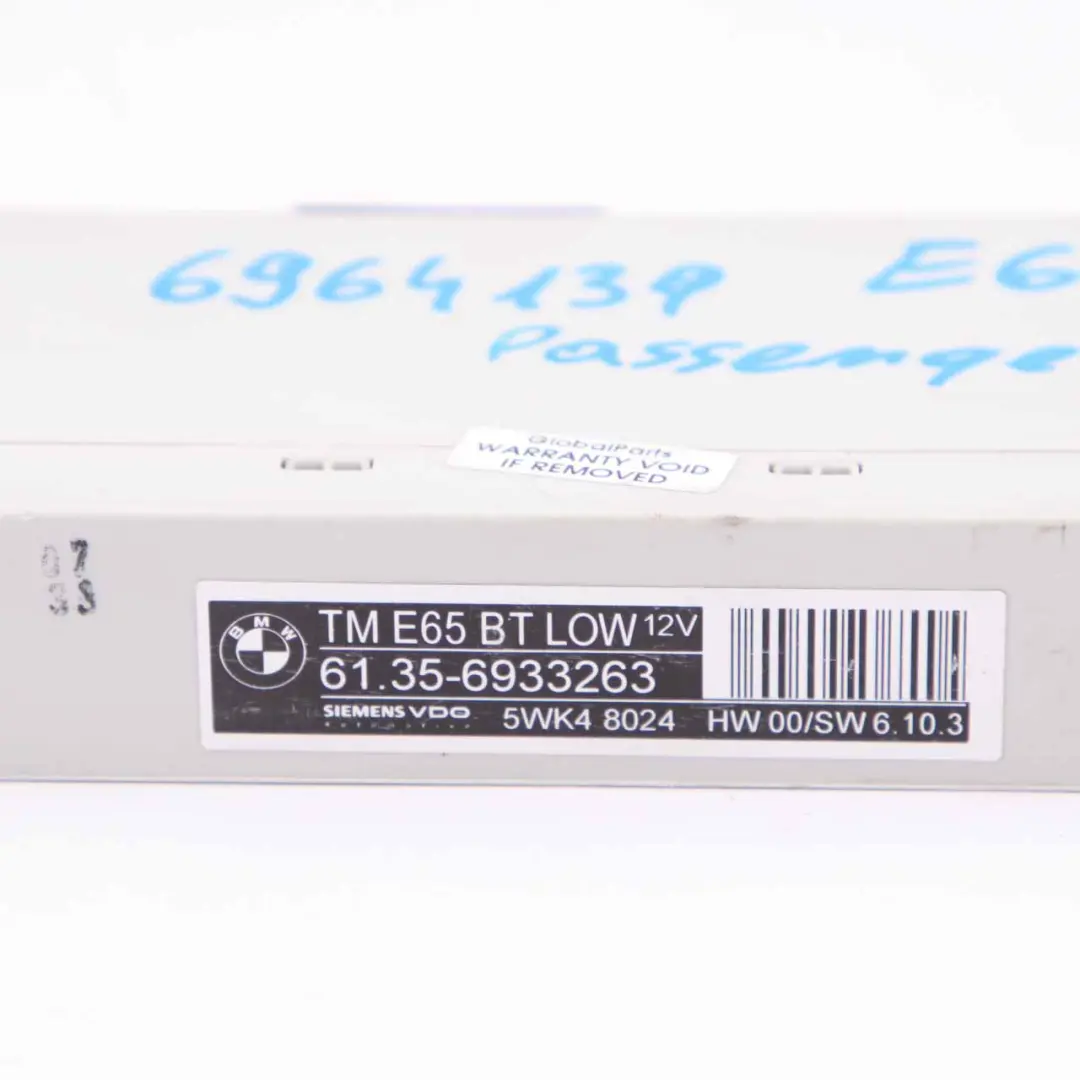 6964139 E6
Passenge
GlobalParts
WARRANTY VOID
IF REMOVED
BMW
TM E65 BT LOW 12V
61.35-6933263
SIEMENS VDO 5WK4 8024 HW 00/SW 6.10.3